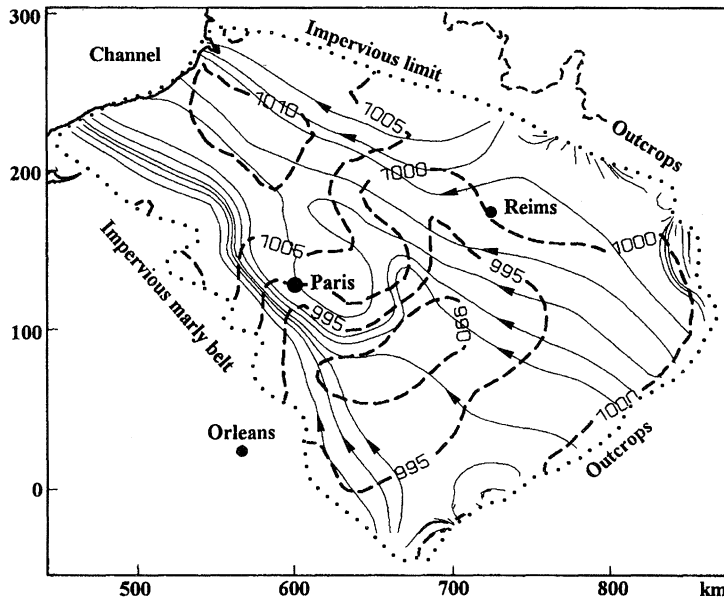 300
Channel
Impervious limit
1010
1005
Outcrops
200
1000
Reims
Impervious marly belt
1005
1000
Paris
995
995
990
100
Orleans
1000
Outcrops
995
0
500
600
700
800
km